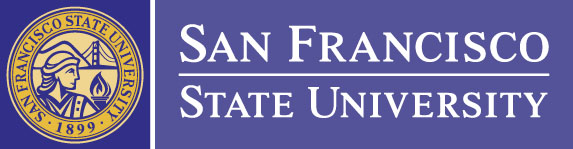 SAN FRANCISCO STATE UNIVERSITY
· 1899 ·
SAN FRANCISCO
STATE UNIVERSITY